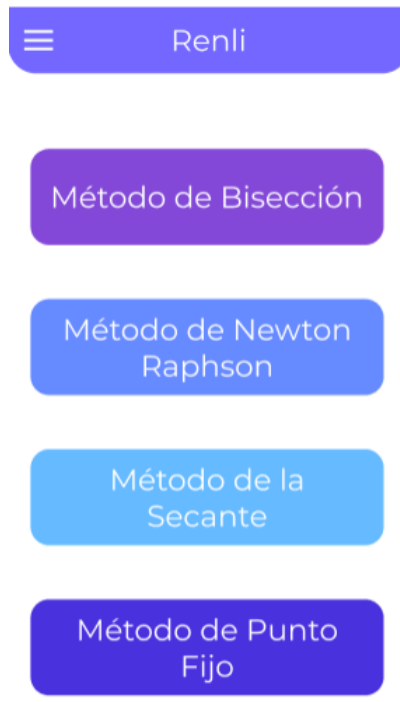 Renli
Método de Bisección
Método de Newton
Raphson
Método de la
Secante
Método de Punto
Fijo